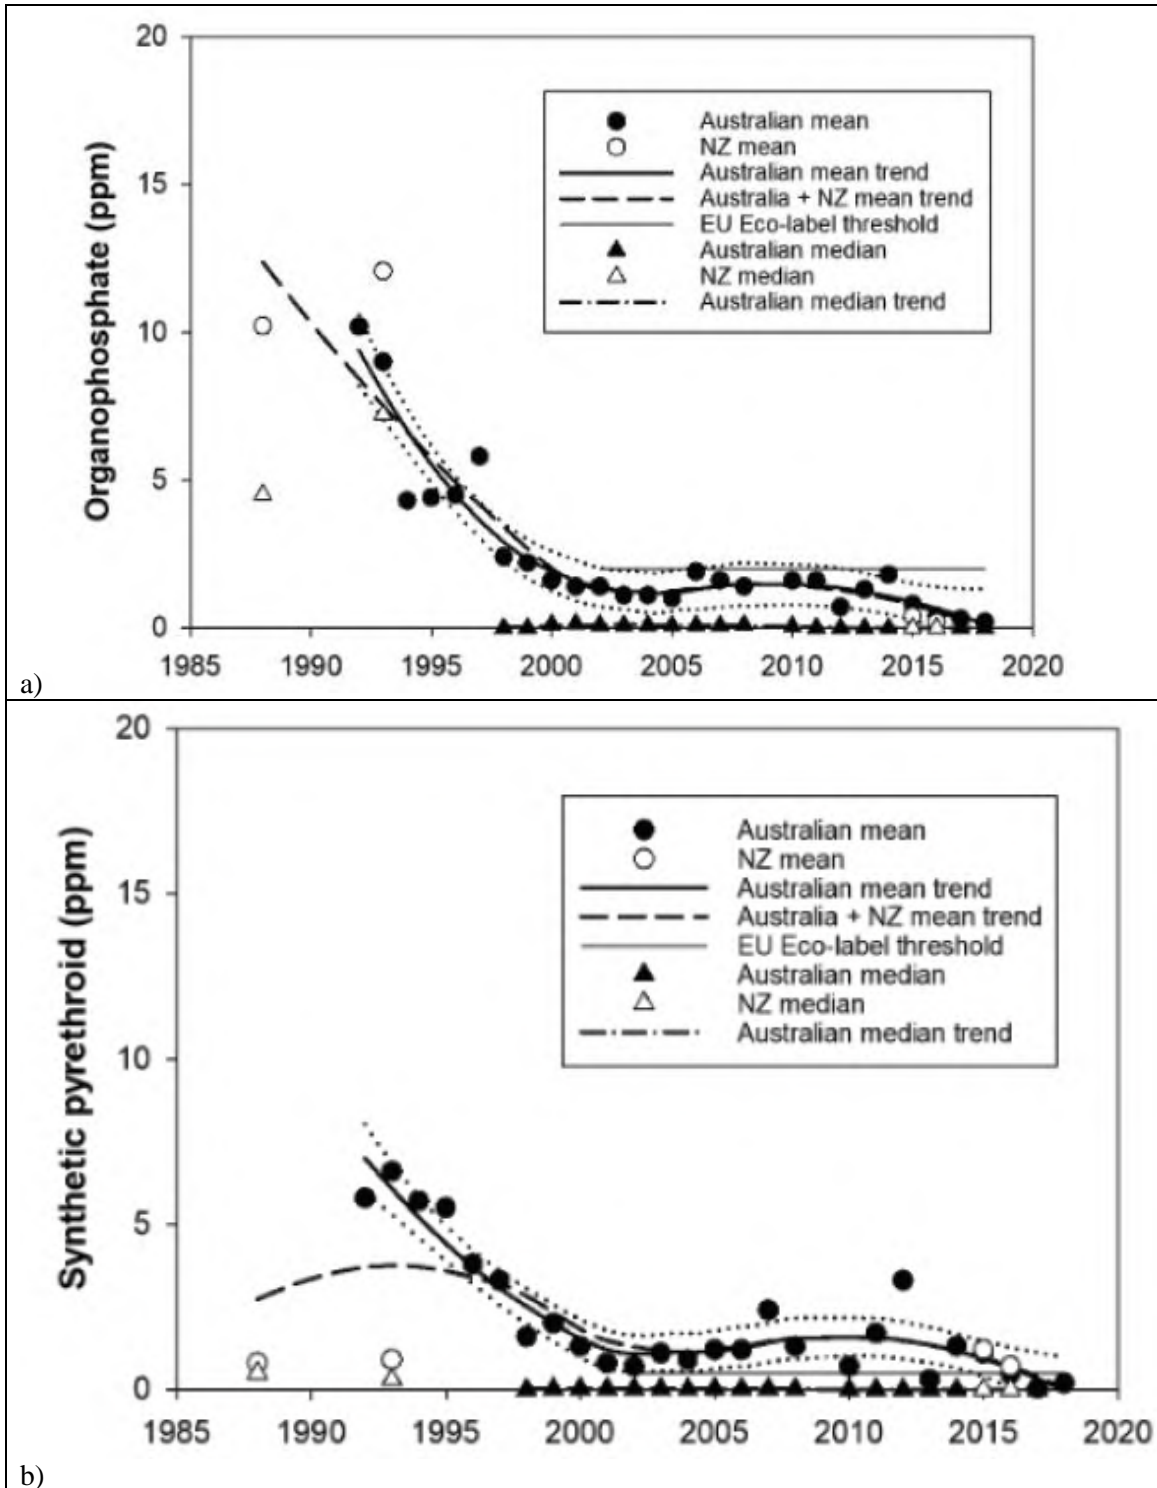 20
15
10
5
0
Organophosphate (ppm)
Australian mean
NZ mean
Australian mean trend
Australia + NZ mean trend
EU Eco-label threshold
Australian median
NZ median
Australian median trend
1985 1990 1995 2000 2005 2010 2015 2020
a)
20
15
10
5
0
Synthetic pyrethroid (ppm)
Australian mean
NZ mean
Australian mean trend
Australia + NZ mean trend
EU Eco-label threshold
Australian median
NZ median
Australian median trend
1985 1990 1995 2000 2005 2010 2015 2020
b)